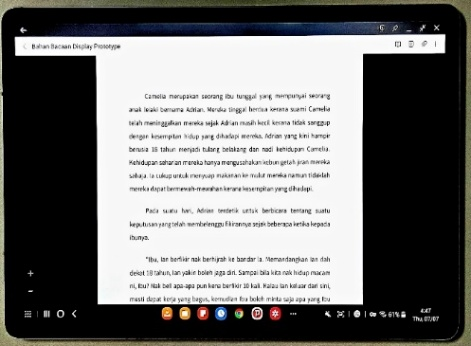 Bahan Bacaan Display Prototype
Camelia merupakan seorang ibu tunggal yang mempunyai seorang
anak lelaki bernama Adrian. Mereka tinggal berdua kerana suami Camelia
telah meninggalkan mereka sejak Adrian masih kecil kerana tidak sanggup
dengan kesempitan hidup yang dihadapi mereka. Adrian yang kini hampir
berusia 18 tahun menjadi tulang belakang dan nadi kehidupan Camelia.
Kehidupan seharian mereka hanya mengusahakan kebun getah jiran mereka
sahaja. Ia cukup untuk menyuap makanan ke mulut mereka namun tidaklah
mereka dapat bermewah-mewahan kerana kesempitan yang dihadapi.
Pada suatu hari, Adrian terdetik untuk berbicara tentang suatu
keputusan yang telah membelenggu fikirannya sejak beberapa ketika kepada
ibunya.
"Ibu, Ian berfikir nak berhijrah ke bandar la. Memandangkan Ian dah
dekat 18 tahun, Ian yakin boleh jaga diri. Sampai bila kita nak hidup macam
ni, ibu? Nak beli apa-apa pun kena berfikir 10 kali. Kalau Ian keluar dari sini,
mesti dapat kerja yang bagus, kemudian Ibu boleh minta saja apa yang Ibu
61%
4:47
Thu, 07/07